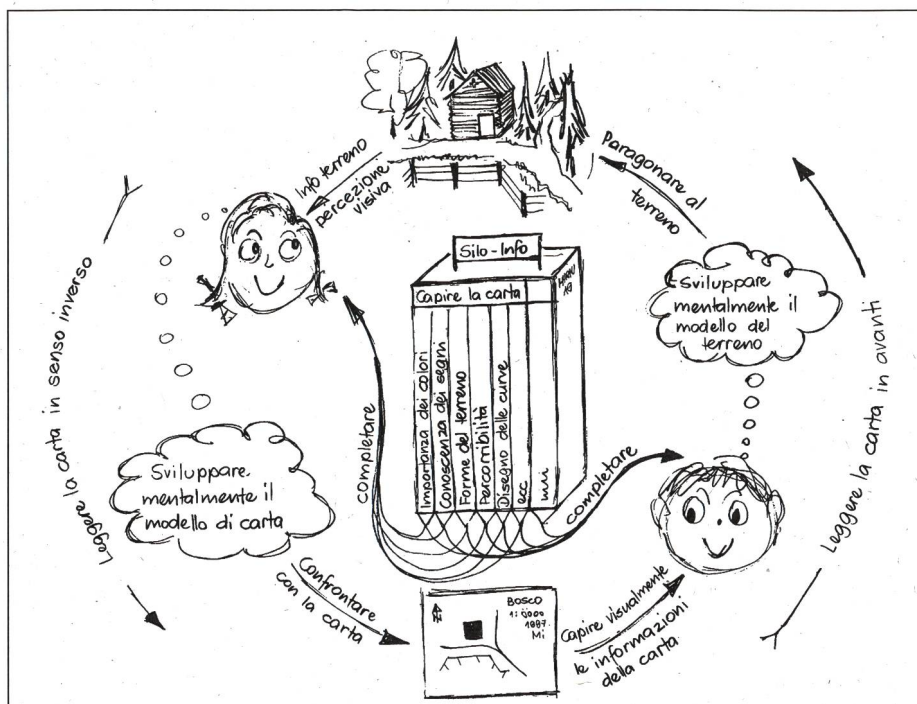 Info terreno
percezione
visiva
Paragonare al
terreno
Silo-Info
Capire la carta
Importanza dei colori
Conoscenza dei segni
Forme del terreno
Percorribilità
Disegno delle curve
ecc
Sviluppare
mentalmente il
modello del
terreno
Leggere la carta in senso inverso
Leggere la carta in avanti
completare
completare
Sviluppare
mentalmente il
modello di carta
Confrontare
con la carta
N
BOSCO
Mi
Capire visualmente
le informazioni
della carta